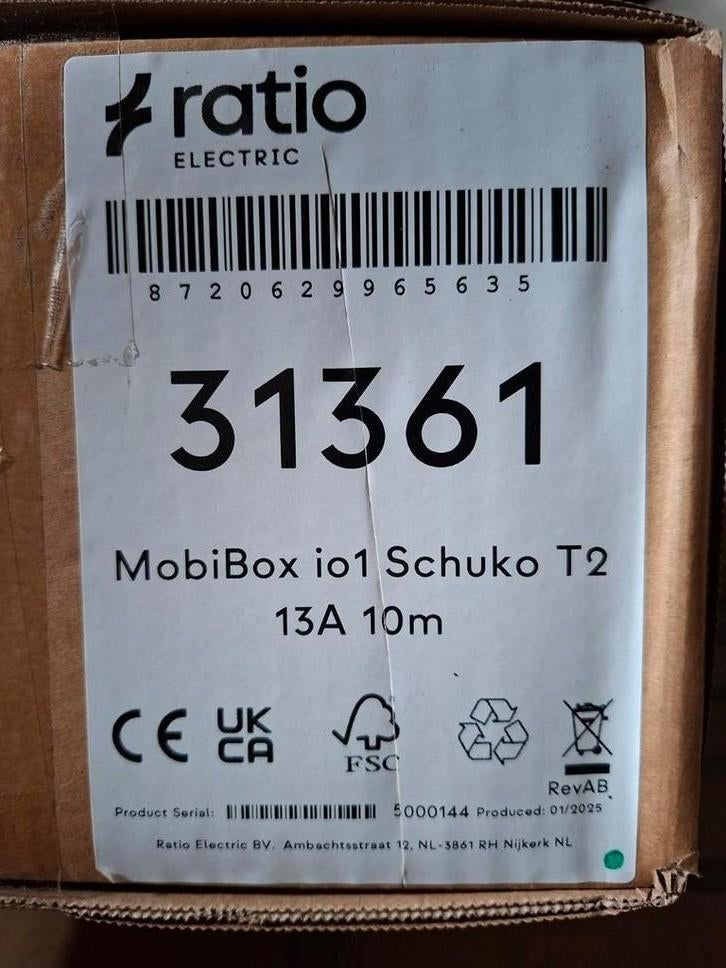 ratio
ELECTRIC
8720629965635
31361
MobiBox io1 Schuko T2
13A 10m
CE UK CA FSC
RevAB
Product Serial: 5000144 Produced: 01/2025
Ratio Electric BV. Ambachtsstraat 12, NL-3861 RH Nijkerk NL